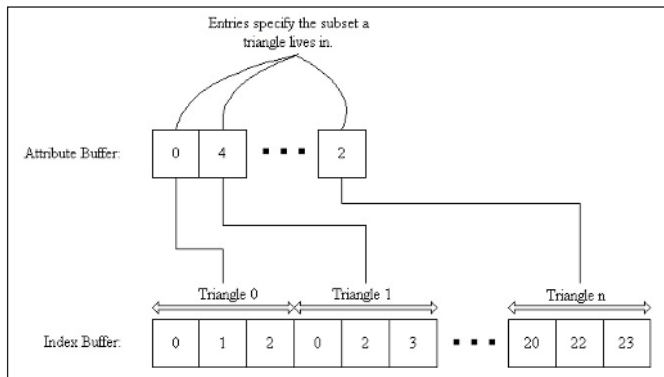 Entries specify the subset a
triangle lives in.
Attribute Buffer: 0 4 2
Triangle 0 Triangle 1 Triangle n
Index Buffer: 0 1 2 0 2 3 20 22 23